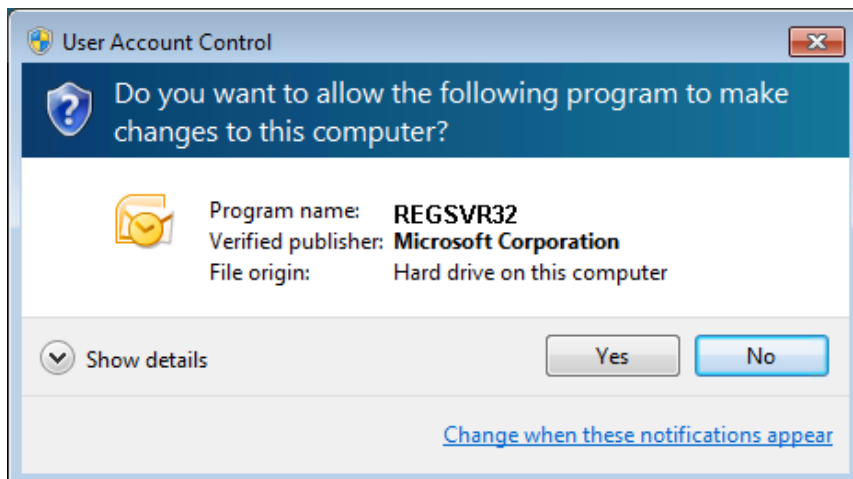 User Account Control
Do you want to allow the following program to make
changes to this computer?
Program name: REGSVR32
Verified publisher: Microsoft Corporation
File origin: Hard drive on this computer
Show details Yes No
Change when these notifications appear